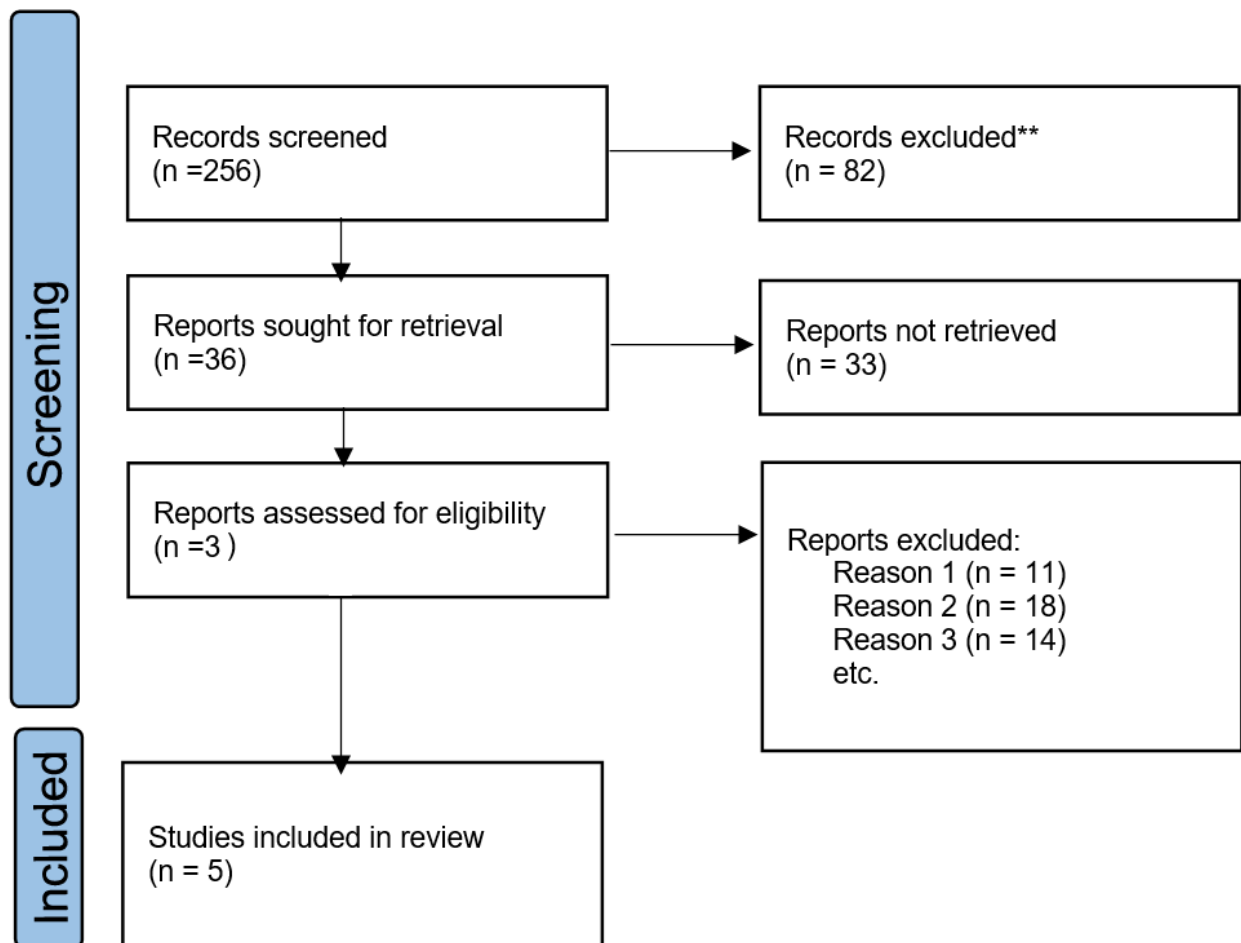 Screening
Records screened
(n =256)
Records excluded**
(n = 82)
Reports sought for retrieval
(n =36)
Reports not retrieved
(n = 33)
Reports assessed for eligibility
(n =3 )
Reports excluded:
Reason 1 (n = 11)
Reason 2 (n = 18)
Reason 3 (n = 14)
etc.
Included
Studies included in review
(n = 5)